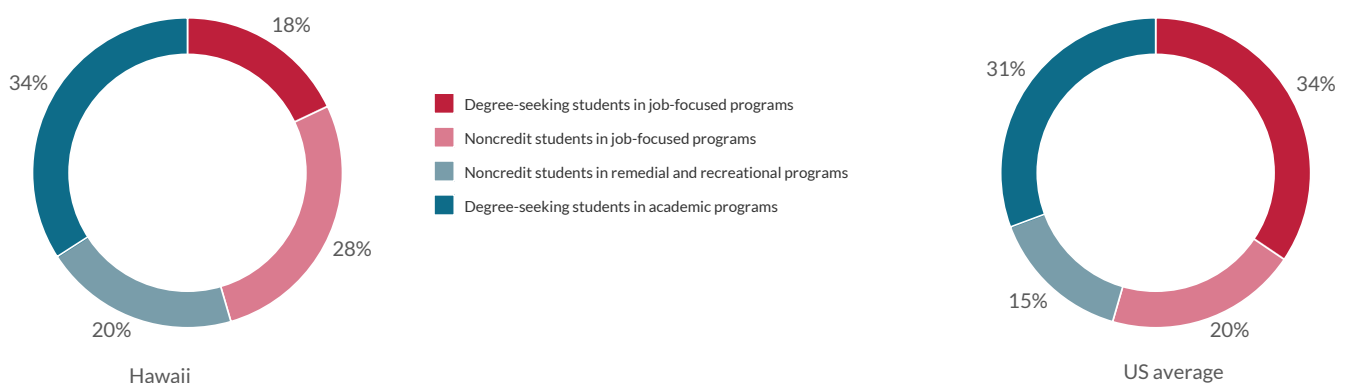 18%
34%
28%
20%
Hawaii
Degree-seeking students in job-focused programs
Noncredit students in job-focused programs
Noncredit students in remedial and recreational programs
Degree-seeking students in academic programs
31%
34%
15%
20%
US average